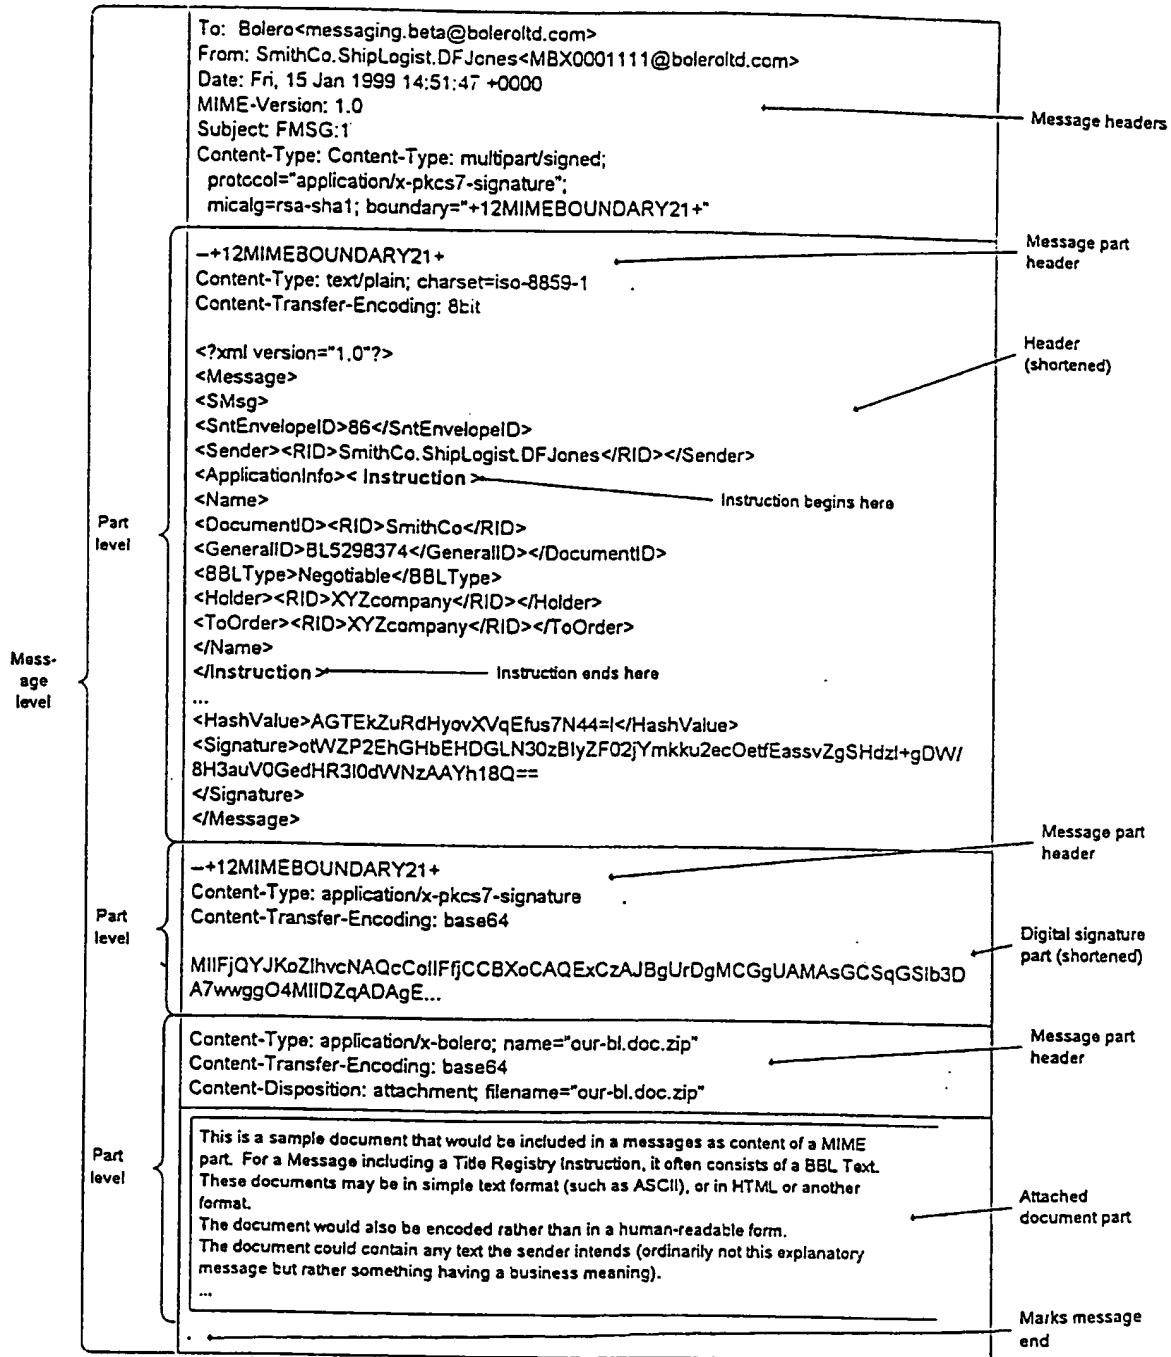 To: Bolero<messaging.beta@boleroltd.com>
From: SmithCo.ShipLogist.DFJones<MBX0001111@boleroltd.com>
Date: Fri, 15 Jan 1999 14:51:47 +0000
MIME-Version: 1.0
Subject: FMSG:1
Content-Type: Content-Type: multipart/signed;
protocol="application/x-pkcs7-signature";
micalg=rsa-sha1; boundary="+12MIMEBOUNDARY21+"
Message headers
–+12MIMEBOUNDARY21+
Content-Type: text/plain; charset=iso-8859-1
Content-Transfer-Encoding: 8bit
Message part
header
<?xml version="1.0"?>
<Message>
<SMsg>
<SntEnvelopeID>86</SntEnvelopeID>
<Sender><RID>SmithCo.ShipLogist.DFJones</RID></Sender>
<ApplicationInfo>< Instruction >
<Name>
<DocumentID><RID>SmithCo</RID>
<GeneralID>BL5298374</GeneralID></DocumentID>
<BBLType>Negotiable</BBLType>
<Holder><RID>XYZcompany</RID></Holder>
<ToOrder><RID>XYZcompany</RID></ToOrder>
</Name>
</Instruction >
...
<HashValue>AGTEkZuRdHyovXVqEfus7N44=I</HashValue>
<Signature>otWZP2EhGHbEHDGLN30zBIyZF02jYmkku2ecOetfEassvZgSHdzI+gDW/
8H3auV0GedHR3I0dWNzAAYh18Q==
</Signature>
</Message>
Header
(shortened)
Instruction begins here
Instruction ends here
Part
level
Mess-
age
level
–+12MIMEBOUNDARY21+
Content-Type: application/x-pkcs7-signature
Content-Transfer-Encoding: base64
Message part
header
MIIFjQYJKoZIhvcNAQcCoIIFfjCCBXoCAQExCzAJBgUrDgMCGgUAMAsGCSqGSIb3D
A7wwggO4MIIDZqADAgE...
Digital signature
part (shortened)
Part
level
Content-Type: application/x-bolero; name="our-bl.doc.zip"
Content-Transfer-Encoding: base64
Content-Disposition: attachment; filename="our-bl.doc.zip"
Message part
header
This is a sample document that would be included in a messages as content of a MIME
part. For a Message including a Title Registry Instruction, it often consists of a BBL Text.
These documents may be in simple text format (such as ASCII), or in HTML or another
format.
The document would also be encoded rather than in a human-readable form.
The document could contain any text the sender intends (ordinarily not this explanatory
message but rather something having a business meaning).
...
Attached
document part
Part
level
.
Marks message
end